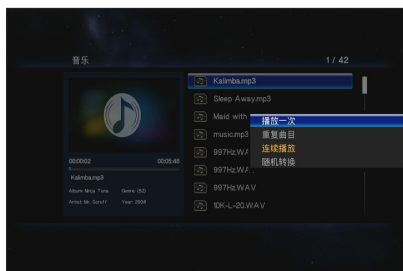 音乐
1 / 42
Kalimba.mp3
Sleep Away.mp3
Maid with
music.mp3
997Hz.WA
997Hz.WA
997Hz.WAV
10K-L-20.WAV
播放一次
重复曲目
连续播放
随机转换
00:00:02
00:05:48
Kalimba.mp3
Album: Ninja Tuna
Genre: (52)
Artist: Mr. Scruff
Year: 2008